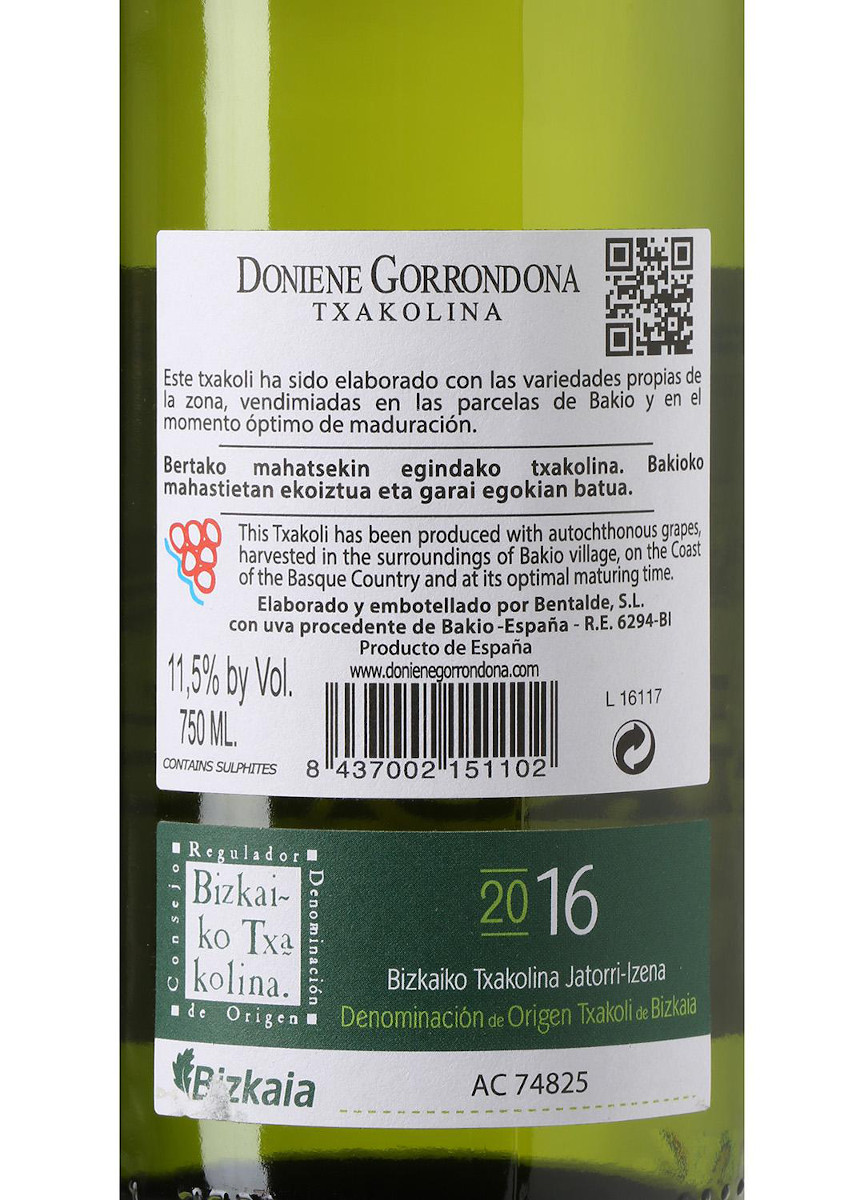 DONIENE GORRONDONA
TXAKOLINA
Este txakoli ha sido elaborado con las variedades propias de
la zona, vendimiadas en las parcelas de Bakio y en el
momento óptimo de maduración.
Bertako mahatsekin egindako txakolina. Bakioko
mahastietan ekoiztua eta garai egokian batua.
This Txakoli has been produced with autochthonous grapes,
harvested in the surroundings of Bakio village, on the Coast
of the Basque Country and at its optimal maturing time.
Elaborado y embotellado por Bentalde, S.L.
con uva procedente de Bakio-España - R.E. 6294-BI
Producto de España
www.donienegorrondona.com
11,5% by Vol.
750 ML.
CONTAINS SULPHITES
8 437002 151102
L 16117
Consejo
Regulador
Denominación
de Origen
Bizkai-
ko Txa
kolina.
2016
Bizkaiko Txakolina Jatorri-Izena
Denominación de Origen Txakoli de Bizkaia
Bizkaia
AC 74825